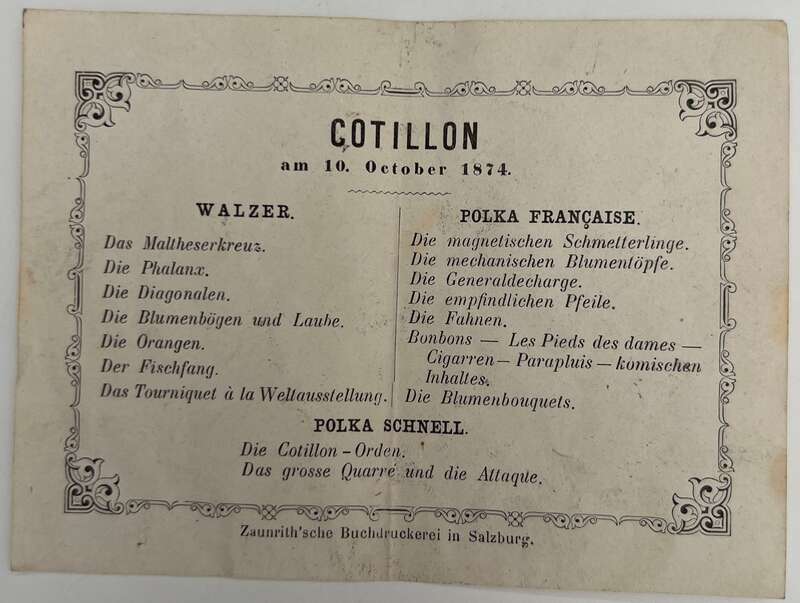 COTILLON
am 10. October 1874.
WALZER.
Das Maltheserkreuz.
Die Phalanx.
Die Diagonalen.
Die Blumenbögen und Laube.
Die Orangen.
Der Fischfang.
Das Tourniquet à la Weltausstellung.
POLKA FRANÇAISE.
Die magnetischen Schmetterlinge.
Die mechanischen Blumentöpfe.
Die Generaldecharge.
Die empfindlichen Pfeile.
Die Fahnen.
Bonbons — Les Pieds des dames —
Cigarren — Parapluis — komischen
Inhaltes.
Die Blumenbouquets.
POLKA SCHNELL.
Die Cotillon-Orden.
Das grosse Quarré und die Attaque.
Zaunrith'sche Buchdruckerei in Salzburg.